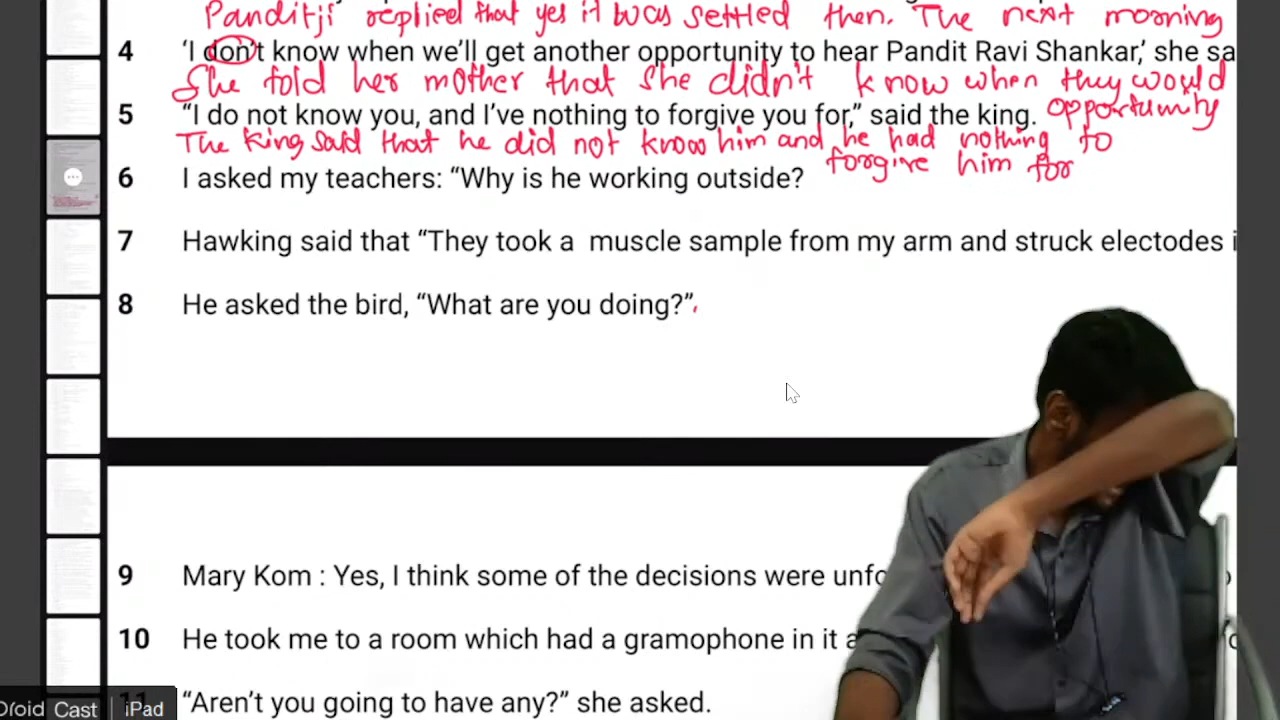 Panditji replied that yes it was settled then. The next morning
4 ‘I don't know when we'll get another opportunity to hear Pandit Ravi Shankar,’ she sa
She told her mother that she didn't know when they would
opportunity
5 “I do not know you, and I've nothing to forgive you for,” said the king.
The king said that he did not know him and he had nothing to
forgive him for
6 I asked my teachers: “Why is he working outside?
7 Hawking said that “They took a muscle sample from my arm and struck electodes i
8 He asked the bird, “What are you doing?”.
9 Mary Kom : Yes, I think some of the decisions were unfo
10 He took me to a room which had a gramophone in it a
11 “Aren't you going to have any?” she asked.
Droid Cast iPad